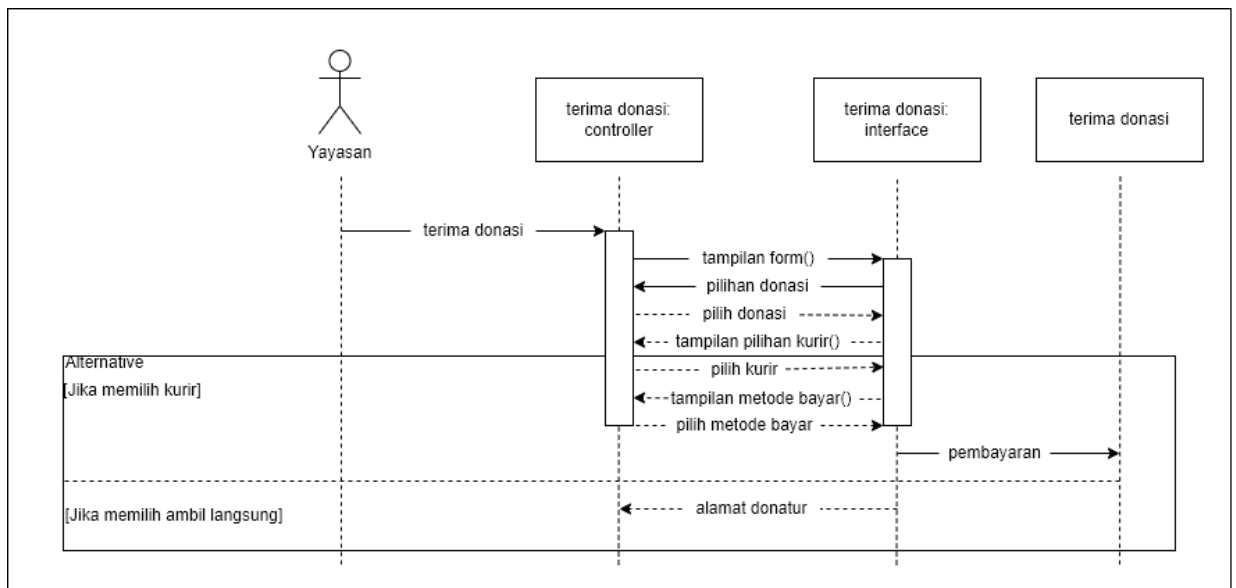 terima donasi:
controller
terima donasi:
interface
terima donasi
Yayasan
terima donasi
tampilan form()
pilihan donasi
pilih donasi
tampilan pilihan kurir()
Alternative
pilih kurir
[Jika memilih kurir]
tampilan metode bayar()
pilih metode bayar
pembayaran
alamat donatur
[Jika memilih ambil langsung]